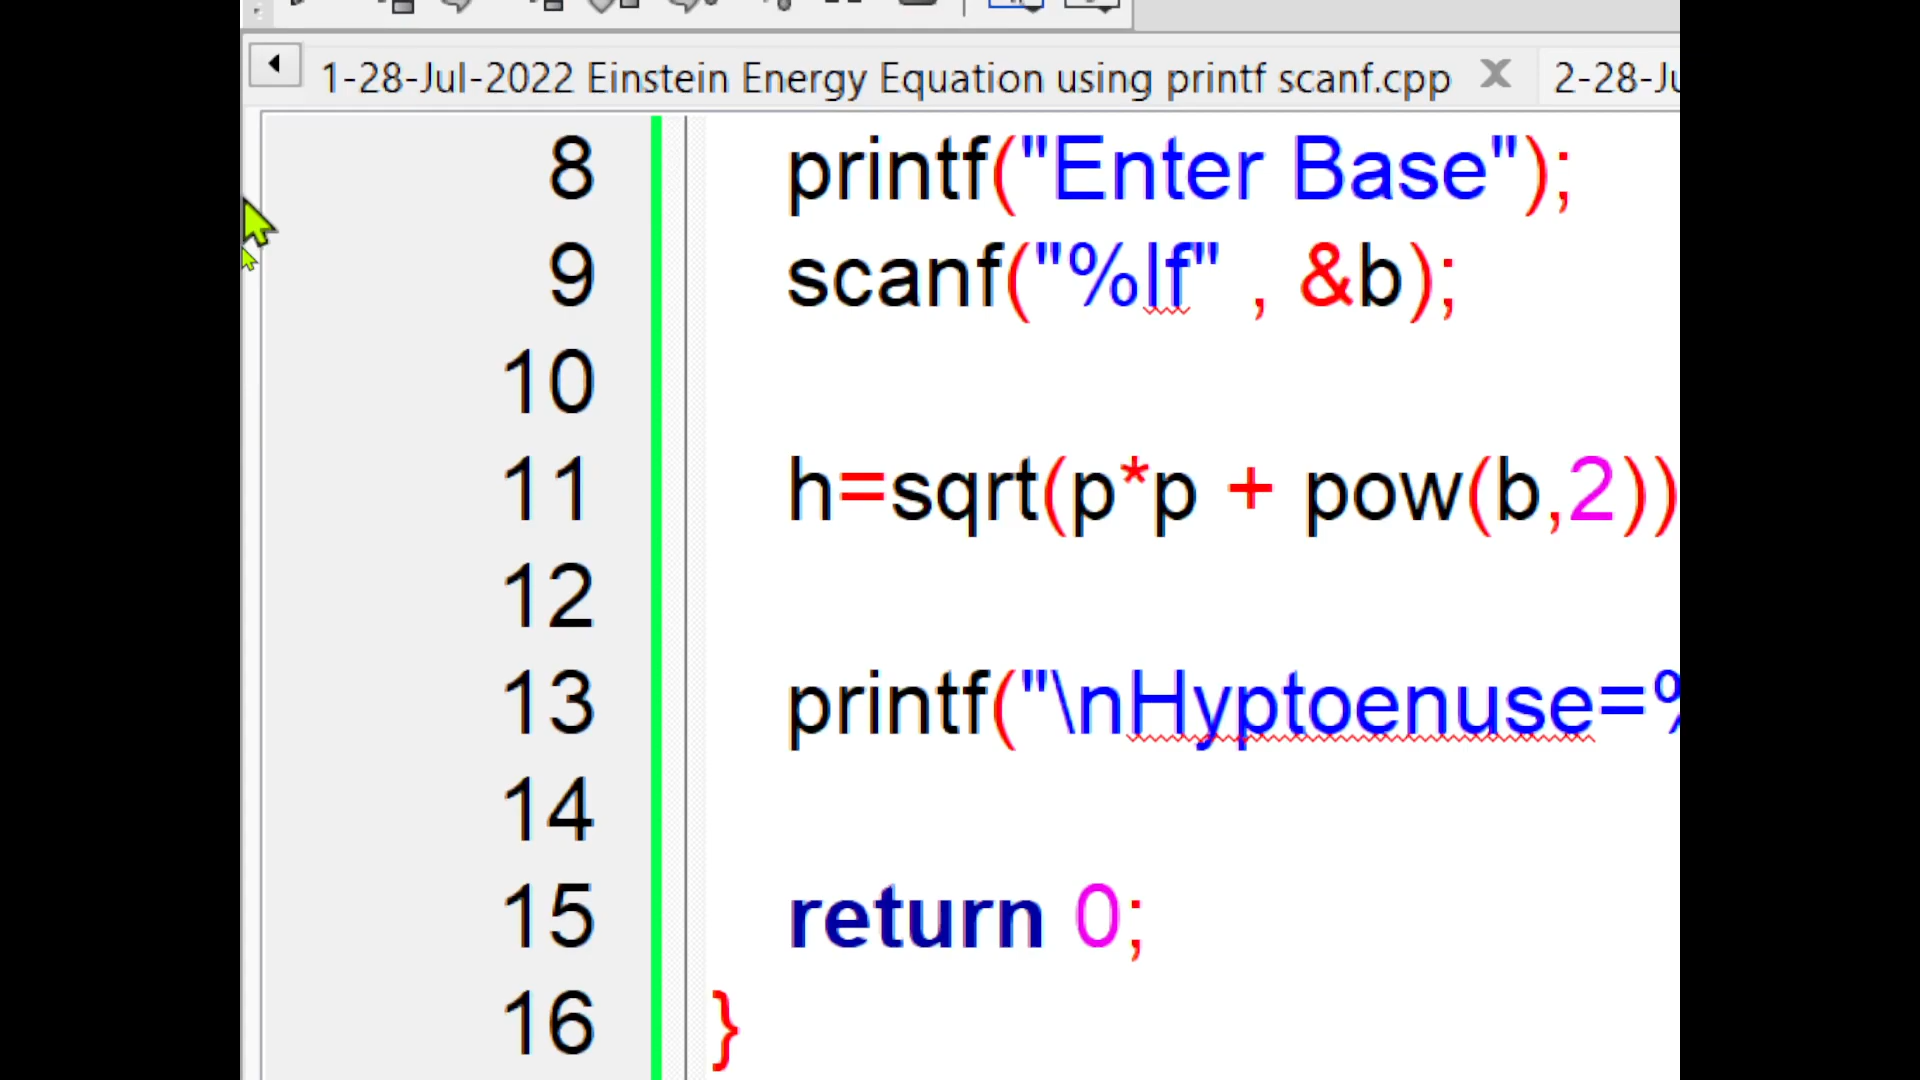 1-28-Jul-2022 Einstein Energy Equation using printf scanf.cpp 2-28-Ju
8 printf("Enter Base");
9 scanf("%lf" , &b);
10
11 h=sqrt(p*p + pow(b,2))
12
13 printf("\nHyptoenuse=%
14
15 return 0;
16 }